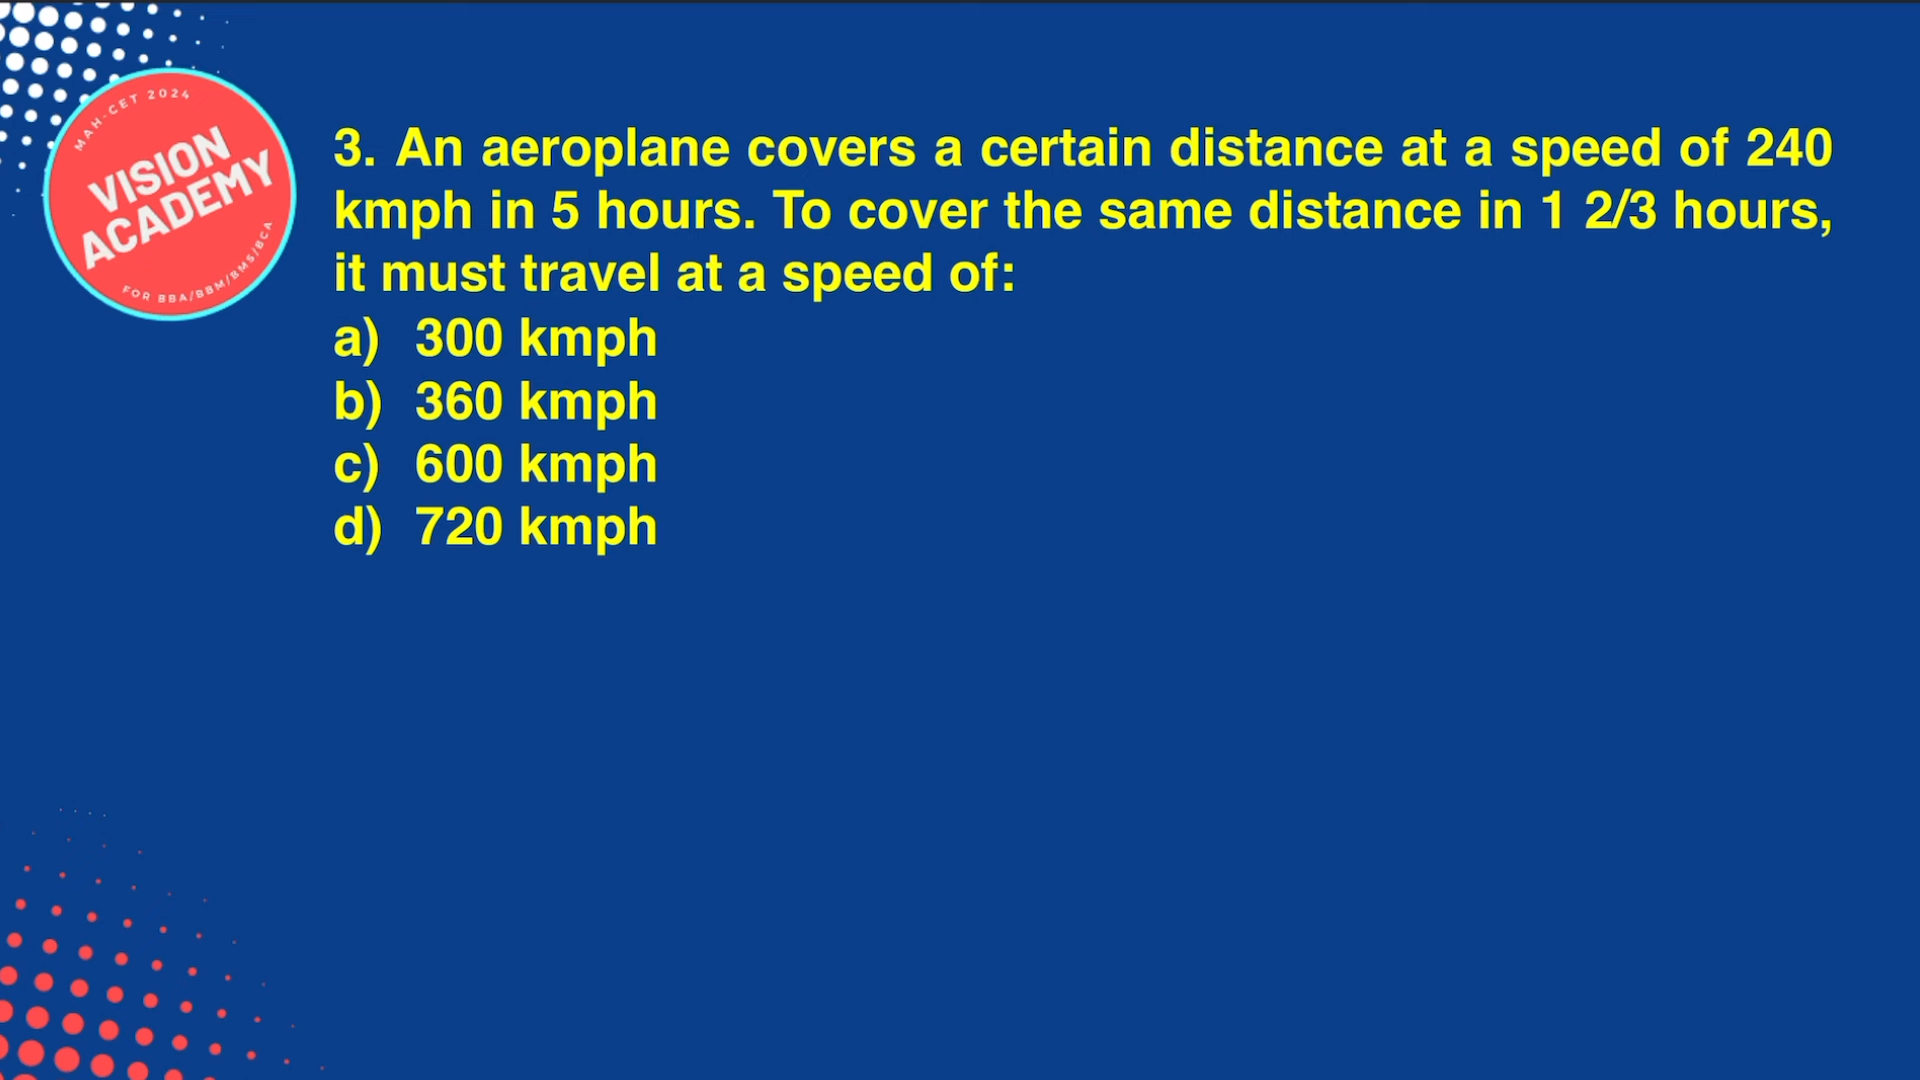 MAH-CET 2024
VISION
ACADEMY
FOR BBA/BBM/BMS/BCA
3. An aeroplane covers a certain distance at a speed of 240
kmph in 5 hours. To cover the same distance in 1 2/3 hours,
it must travel at a speed of:
a) 300 kmph
b) 360 kmph
c) 600 kmph
d) 720 kmph